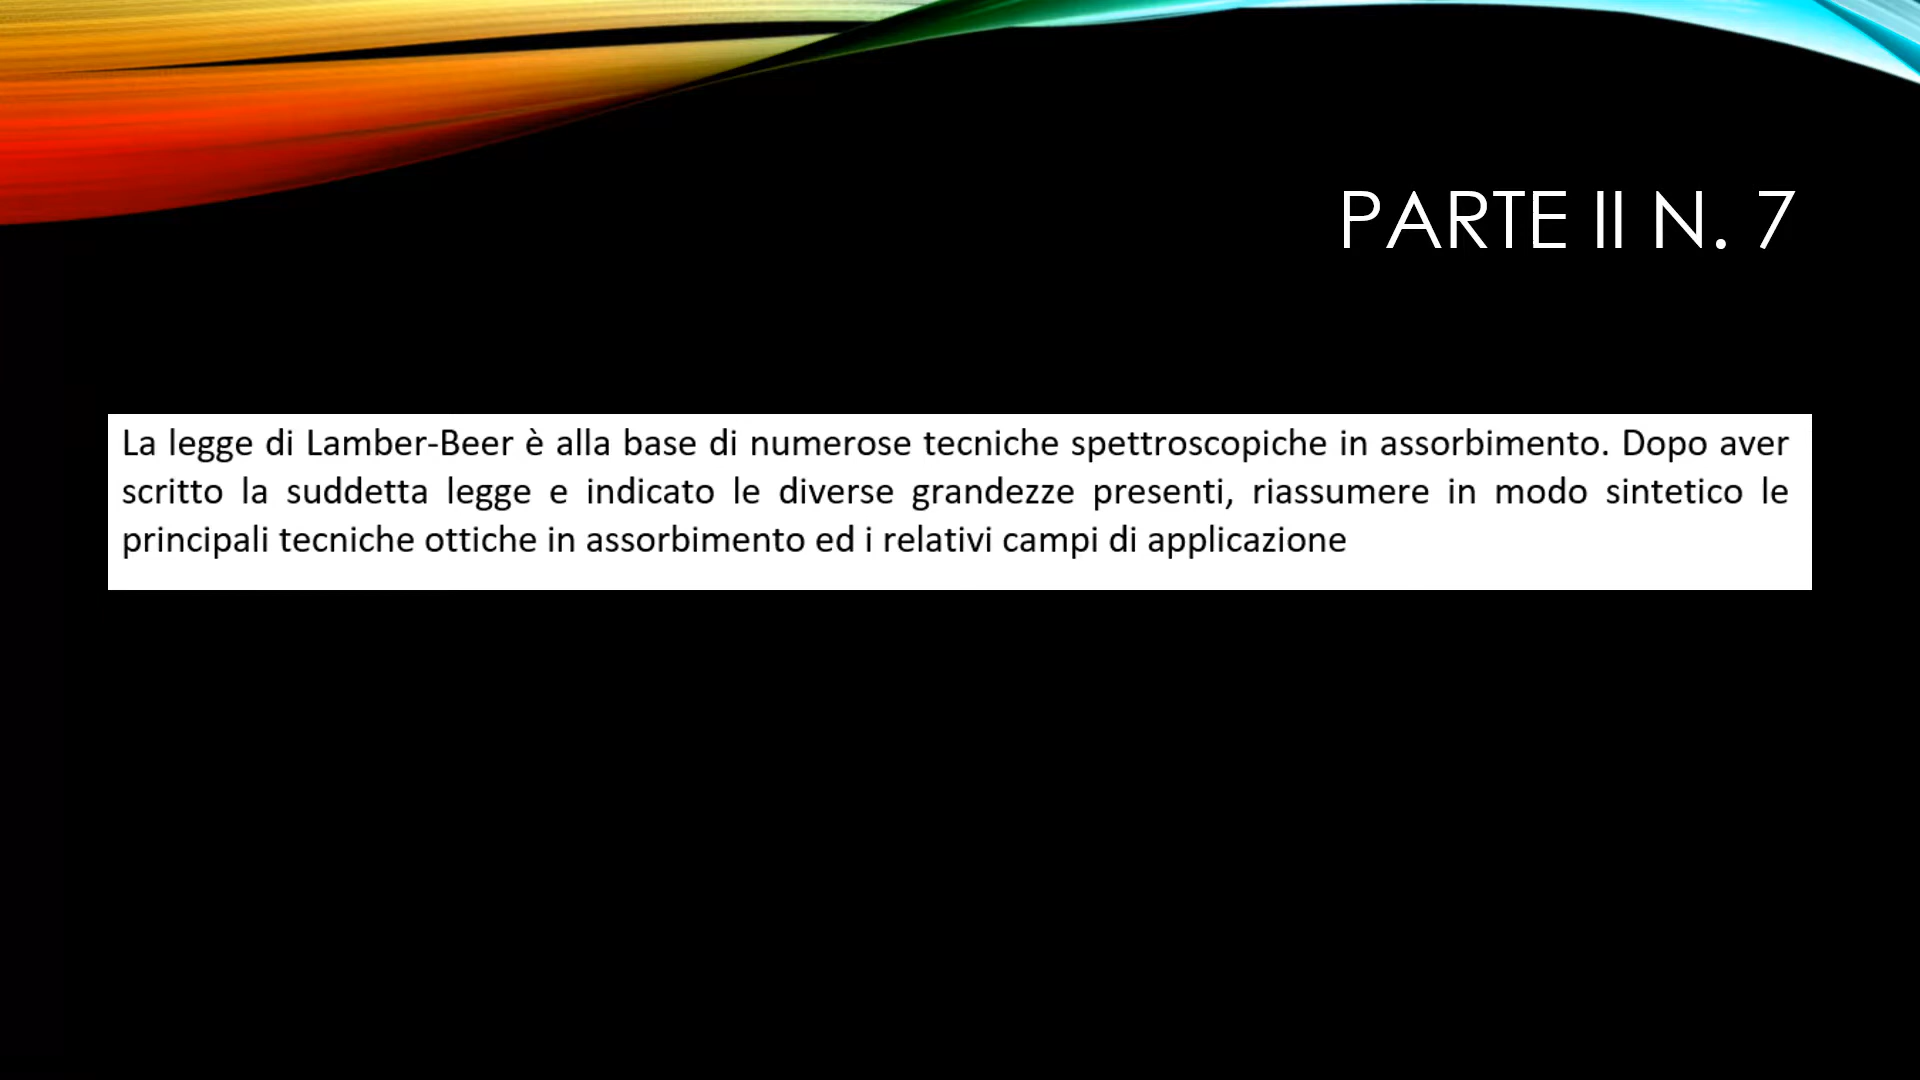 PARTE II N. 7
La legge di Lamber-Beer è alla base di numerose tecniche spettroscopiche in assorbimento. Dopo aver
scritto la suddetta legge e indicato le diverse grandezze presenti, riassumere in modo sintetico le
principali tecniche ottiche in assorbimento ed i relativi campi di applicazione